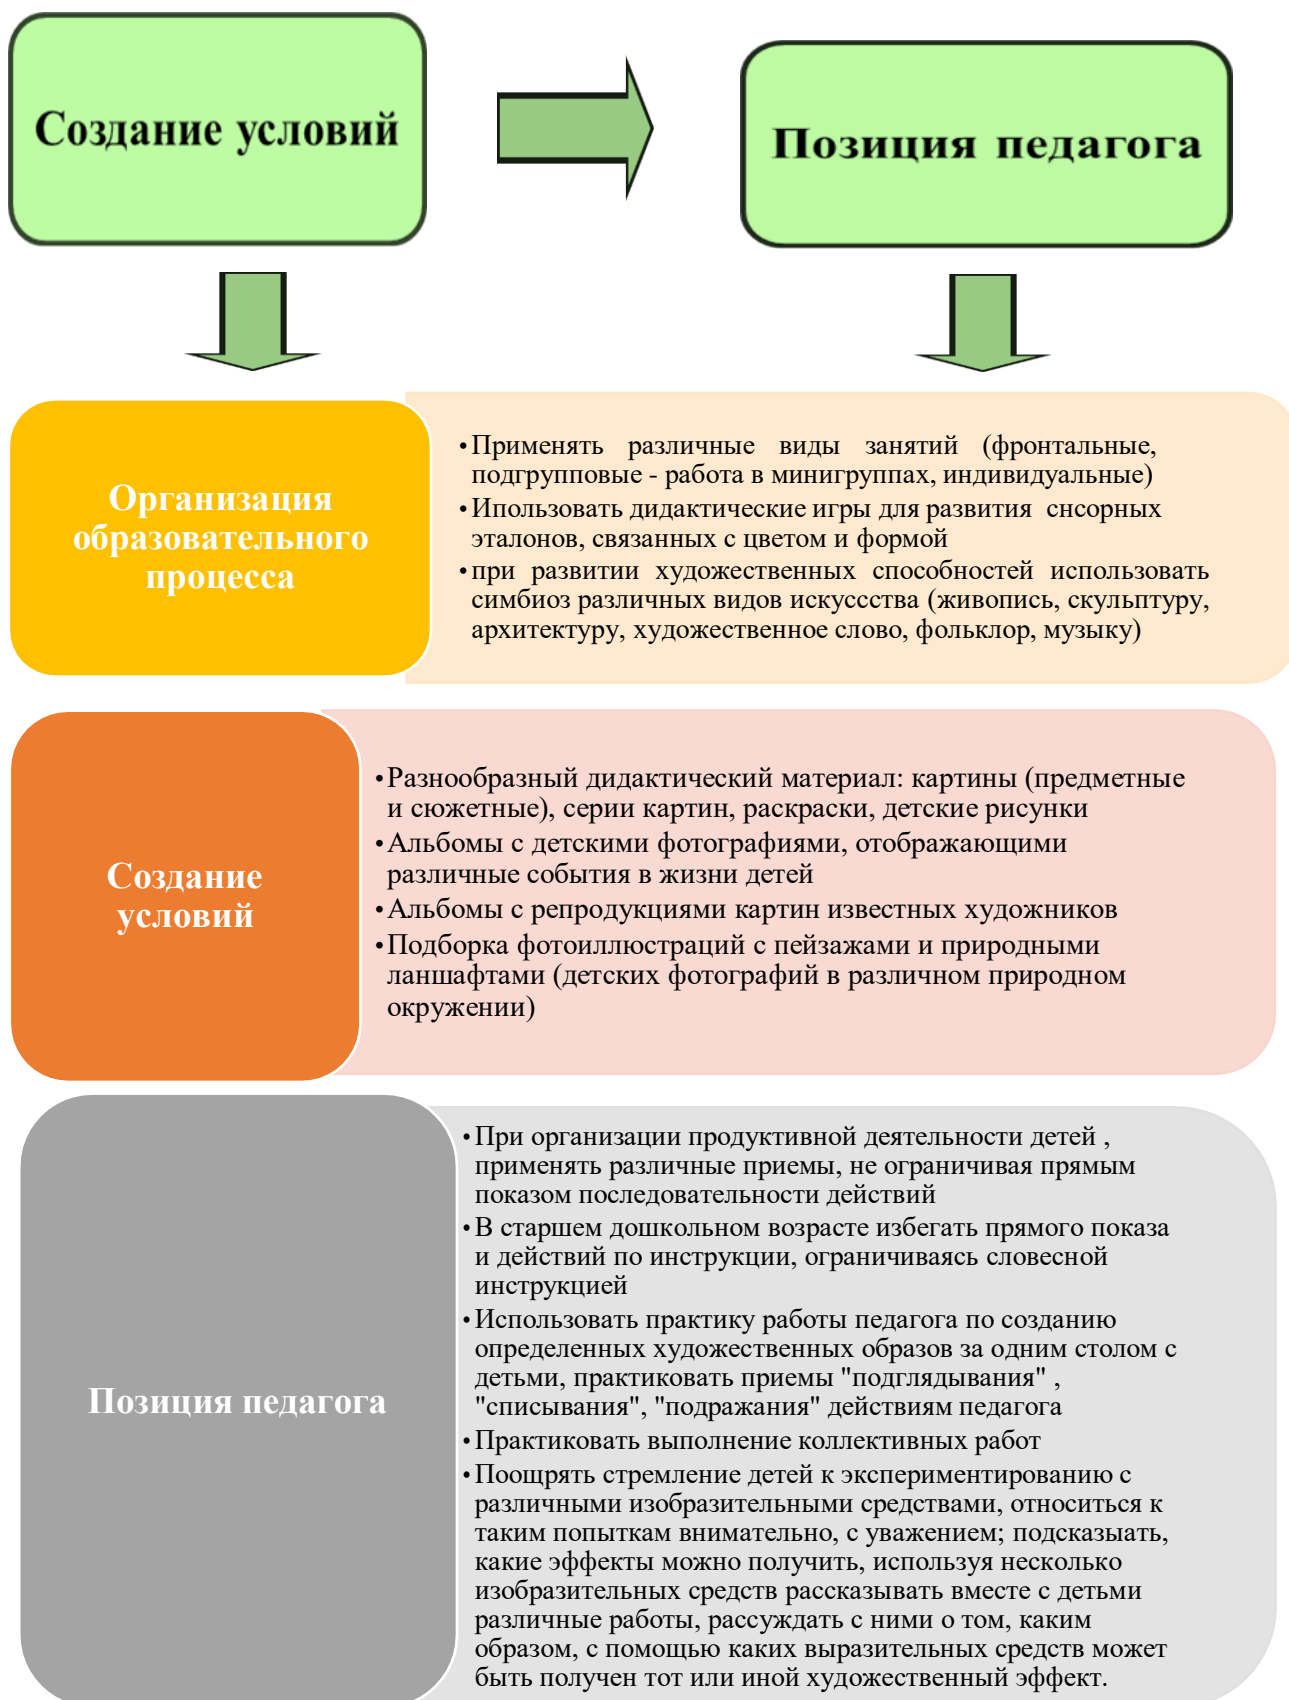 Создание условий
Позиция педагога
Организация
образовательного
процесса
•Применять различные виды занятий (фронтальные,
подгрупповые - работа в минигруппах, индивидуальные)
•Ипользовать дидактические игры для развития снсорных
эталонов, связанных с цветом и формой
•при развитии художественных способностей использовать
симбиоз различных видов искуссства (живопись, скульптуру,
архитектуру, художественное слово, фольклор, музыку)
Создание
условий
•Разнообразный дидактический материал: картины (предметные
и сюжетные), серии картин, раскраски, детские рисунки
•Альбомы с детскими фотографиями, отображающими
различные события в жизни детей
•Альбомы с репродукциями картин известных художников
•Подборка фотоиллюстраций с пейзажами и природными
ланшафтами (детских фотографий в различном природном
окружении)
Позиция педагога
•При организации продуктивной деятельности детей ,
применять различные приемы, не ограничивая прямым
показом последовательности действий
•В старшем дошкольном возрасте избегать прямого показа
и действий по инструкции, ограничиваясь словесной
инструкцией
•Использовать практику работы педагога по созданию
определенных художественных образов за одним столом с
детьми, практиковать приемы "подглядывания" ,
"списывания", "подражания" действиям педагога
•Практиковать выполнение коллективных работ
•Поощрять стремление детей к экспериментированию с
различными изобразительными средствами, относиться к
таким попыткам внимательно, с уважением; подсказыать,
какие эффекты можно получить, используя несколько
изобразительных средств рассказывать вместе с детьми
различные работы, рассуждать с ними о том, каким
образом, с помощью каких выразительных средств может
быть получен тот или иной художественный эффект.